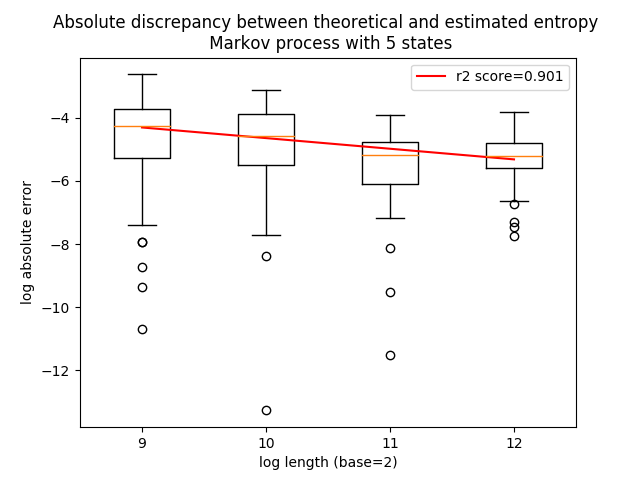 Absolute discrepancy between theoretical and estimated entropy
Markov process with 5 states
r2 score=0.901
−4
−6
−8
−10
−12
log absolute error
9 10 11 12
log length (base=2)